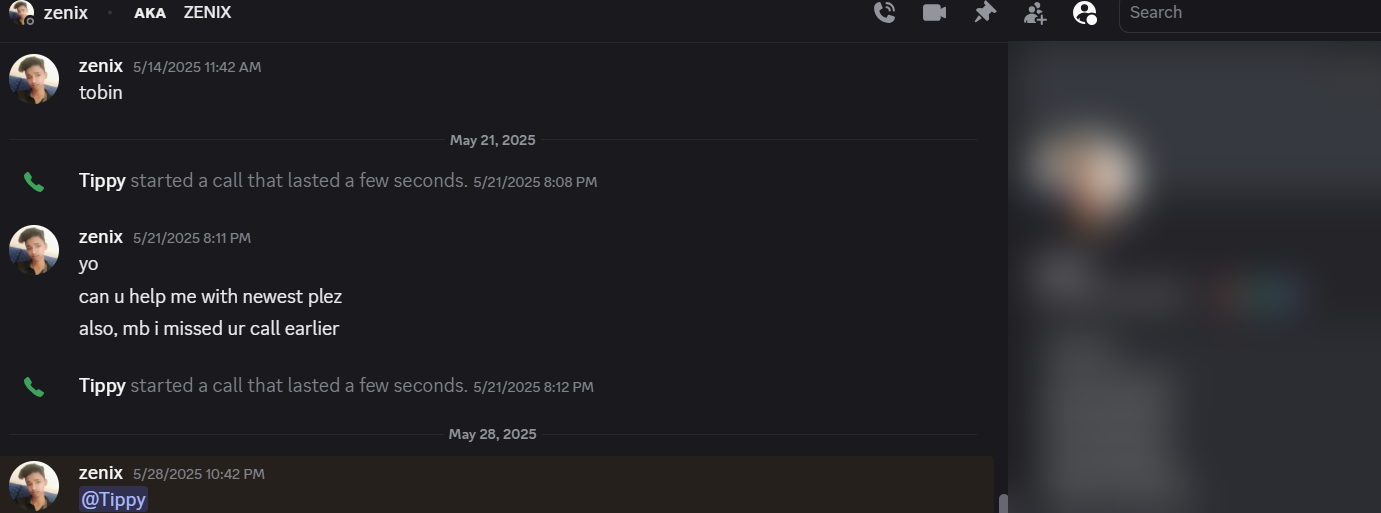 zenix AKA ZENIX
Search
zenix 5/14/2025 11:42 AM
tobin
May 21, 2025
Tippy started a call that lasted a few seconds. 5/21/2025 8:08 PM
zenix 5/21/2025 8:11 PM
yo
can u help me with newest plez
also, mb i missed ur call earlier
Tippy started a call that lasted a few seconds. 5/21/2025 8:12 PM
May 28, 2025
zenix 5/28/2025 10:42 PM
@Tippy